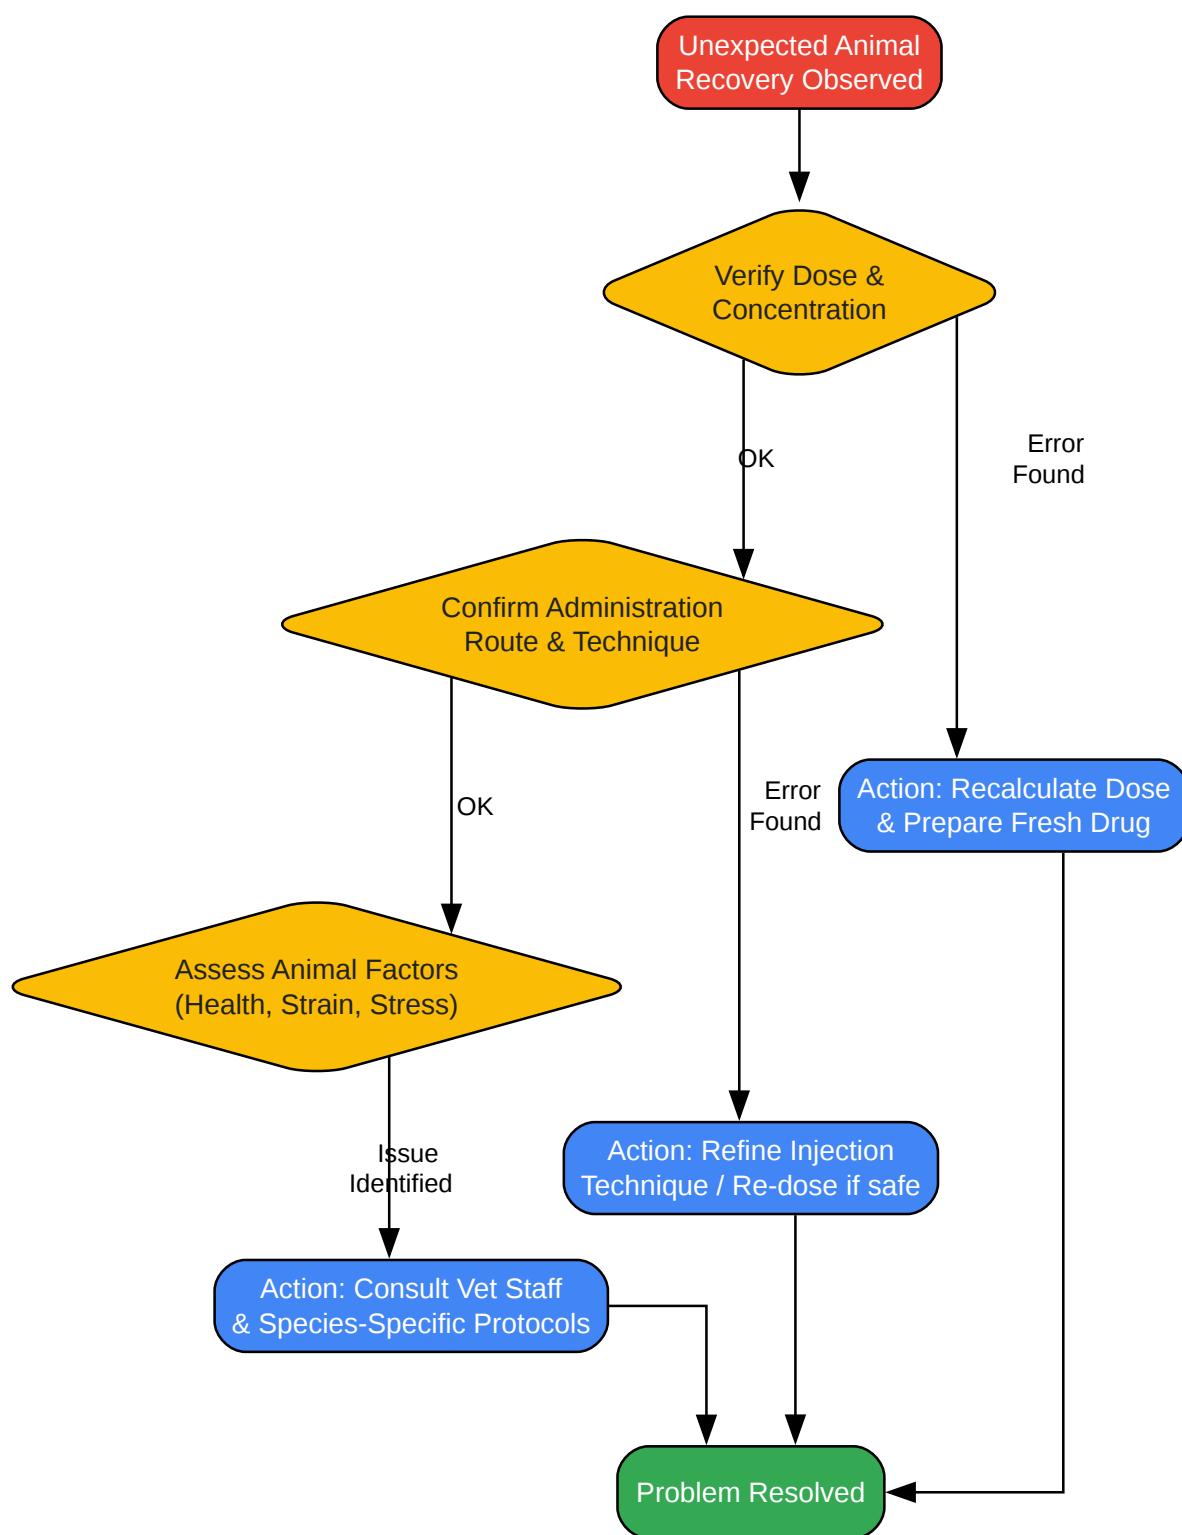 Unexpected Animal
Recovery Observed
Verify Dose &
Concentration
OK
Error
Found
Confirm Administration
Route & Technique
OK
Error
Found
Action: Recalculate Dose
& Prepare Fresh Drug
Assess Animal Factors
(Health, Strain, Stress)
Issue
Identified
Action: Refine Injection
Technique / Re-dose if safe
Action: Consult Vet Staff
& Species-Specific Protocols
Problem Resolved